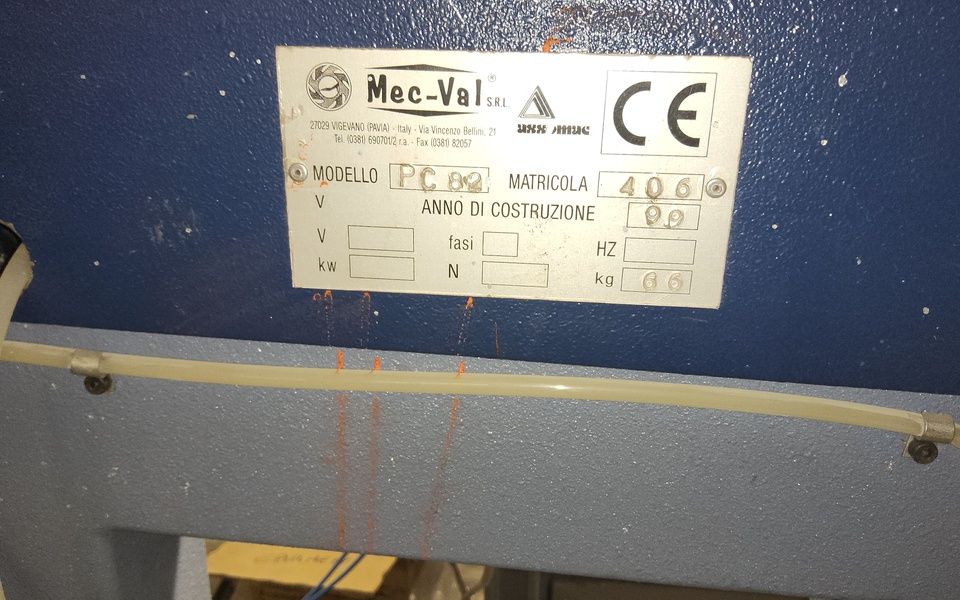 Mec-Val® S.R.L.
CE
27029 VIGEVANO (PAVIA) - Italy - Via Vincenzo Bellini, 21
Tel. (0381) 690701/2 r.a. - Fax (0381) 82057
MODELLO PC 82 MATRICOLA 406
V ANNO DI COSTRUZIONE 99
V fasi HZ
kw N kg 66